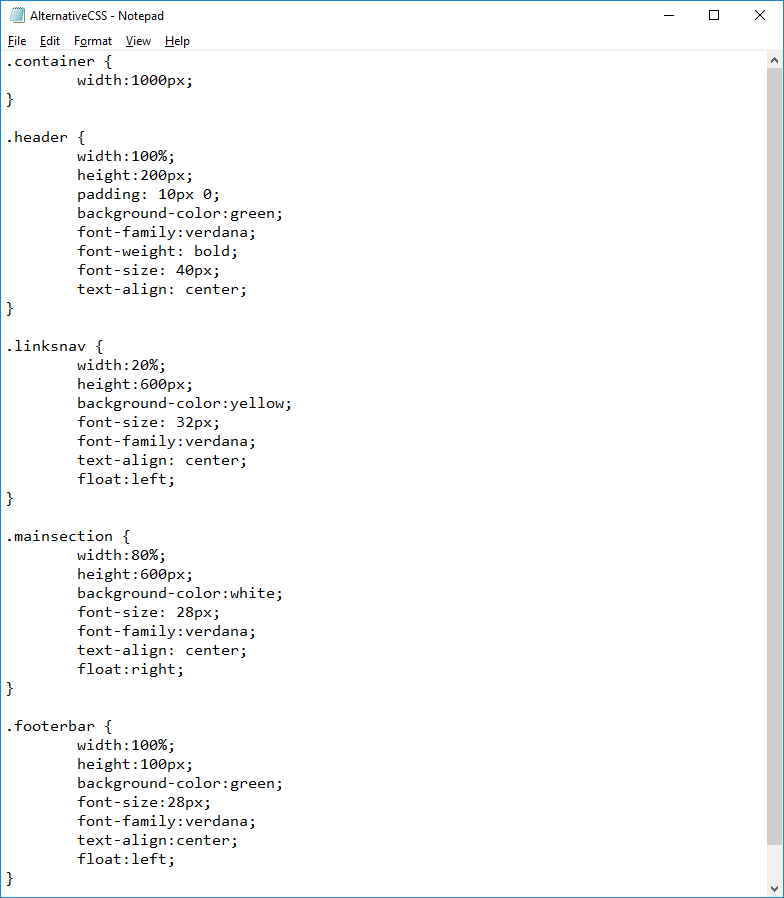 AlternativeCSS - Notepad
File Edit Format View Help
.container {
width:1000px;
}
.header {
width:100%;
height:200px;
padding: 10px 0;
background-color:green;
font-family:verdana;
font-weight: bold;
font-size: 40px;
text-align: center;
}
.linksnav {
width:20%;
height:600px;
background-color:yellow;
font-size: 32px;
font-family:verdana;
text-align: center;
float:left;
}
.mainsection {
width:80%;
height:600px;
background-color:white;
font-size: 28px;
font-family:verdana;
text-align: center;
float:right;
}
.footerbar {
width:100%;
height:100px;
background-color:green;
font-size:28px;
font-family:verdana;
text-align:center;
float:left;
}